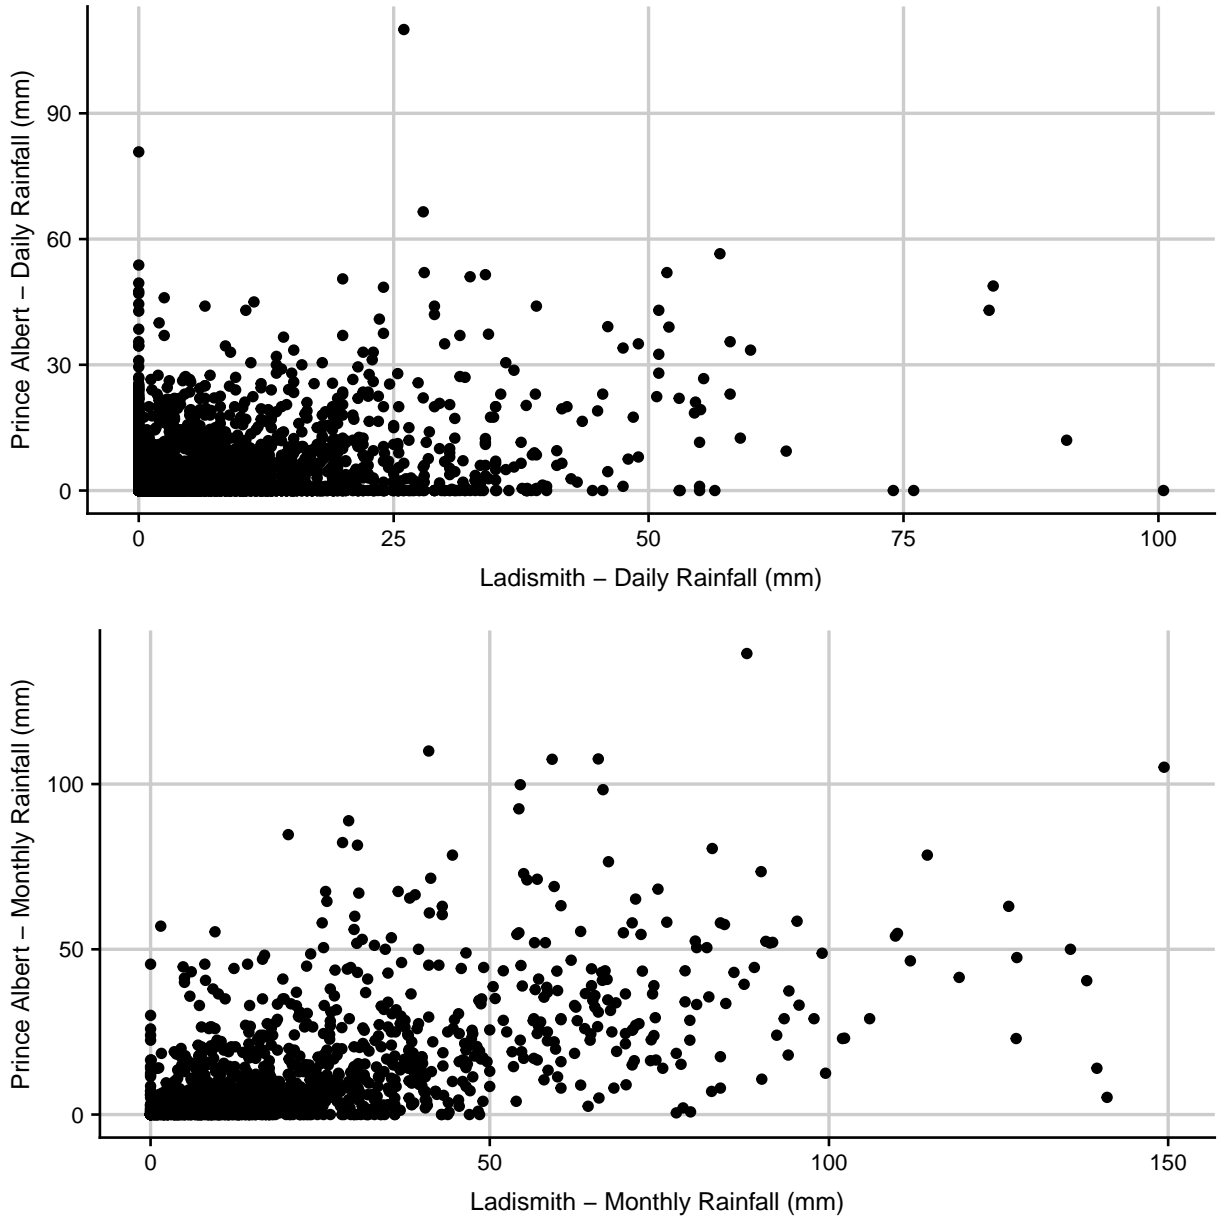 Prince Albert – Daily Rainfall (mm)
90
60
30
0
0 25 50 75 100
Ladismith – Daily Rainfall (mm)
Prince Albert – Monthly Rainfall (mm)
100
50
0
0 50 100 150
Ladismith – Monthly Rainfall (mm)